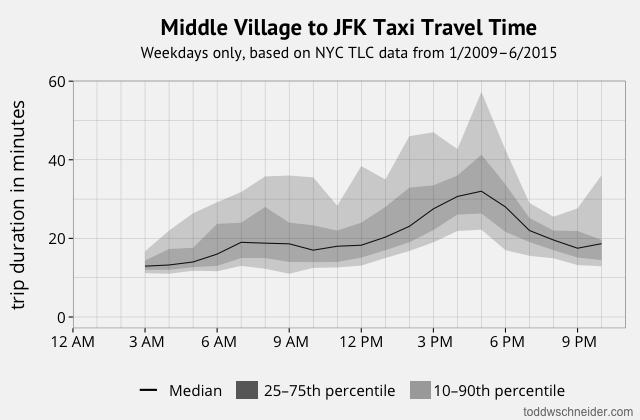 Middle Village to JFK Taxi Travel Time
Weekdays only, based on NYC TLC data from 1/2009–6/2015
trip duration in minutes
60
40
20
0
12 AM 3 AM 6 AM 9 AM 12 PM 3 PM 6 PM 9 PM
Median 25–75th percentile 10–90th percentile
toddwschneider.com